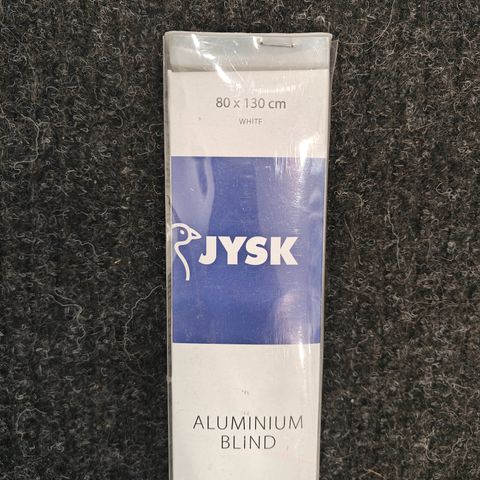 80 x 130 cm
WHITE
JYSK
ALUMINIUM
BLIND